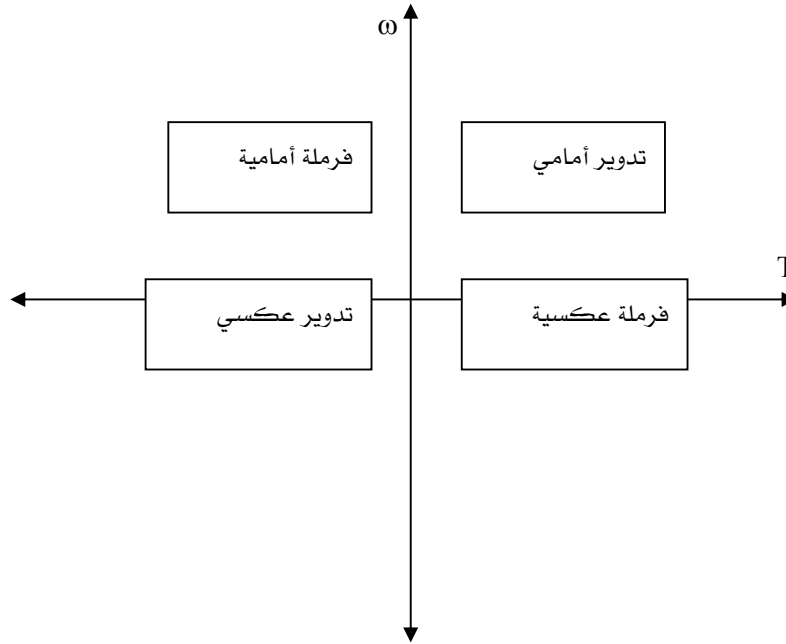 ω
تدوير أمامي
فرملة أمامية
T
فرملة عكسية
تدوير عكسي